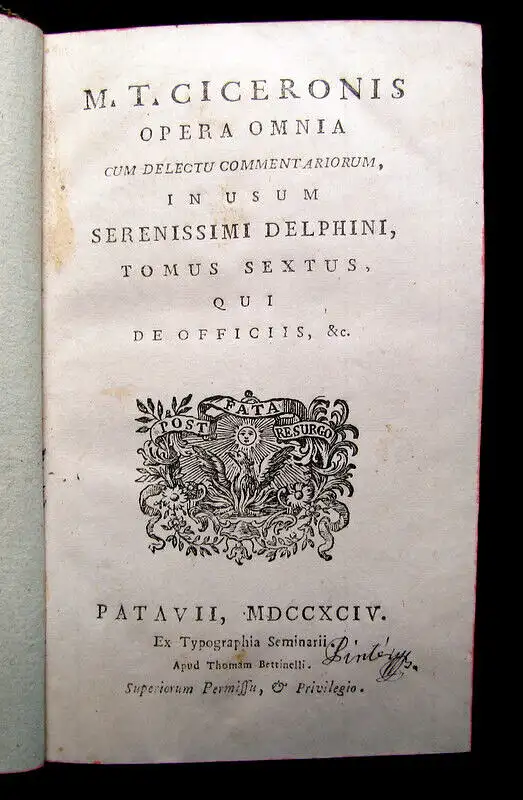 M. T. CICERONIS
OPERA OMNIA
CUM DELECTU COMMENTARIORUM,
IN USUM
SERENISSIMI DELPHINI,
TOMUS SEXTUS,
QUI
DE OFFICIIS, &c.
POST FATA RESURGO
PATAVII, MDCCXCIV.
Ex Typographia Seminarii
Apud Thomam Bettinelli.
Superiorum Permissu, & Privilegio.